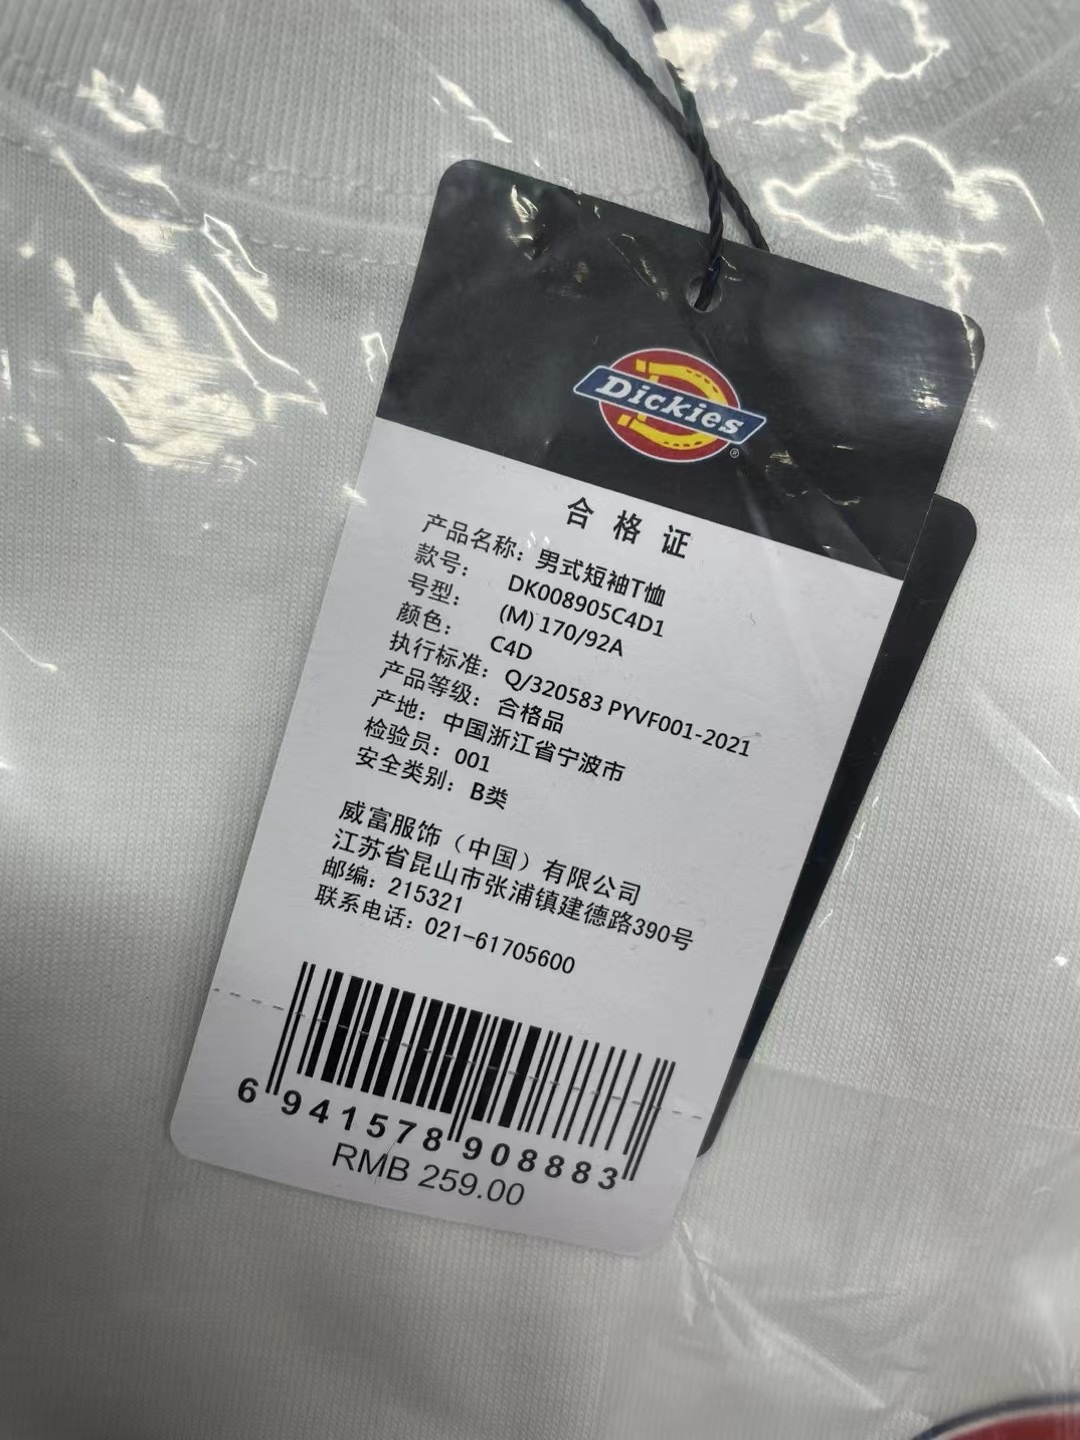 Dickies®
合格证
产品名称：男式短袖T恤
款号：DK008905C4D1
号型：(M) 170/92A
颜色：C4D
执行标准：Q/320583 PYVF001-2021
产品等级：合格品
产地：中国浙江省宁波市
检验员：001
安全类别：B类
威富服饰（中国）有限公司
江苏省昆山市张浦镇建德路390号
邮编：215321
联系电话：021-61705600
6 941578 908883
RMB 259.00